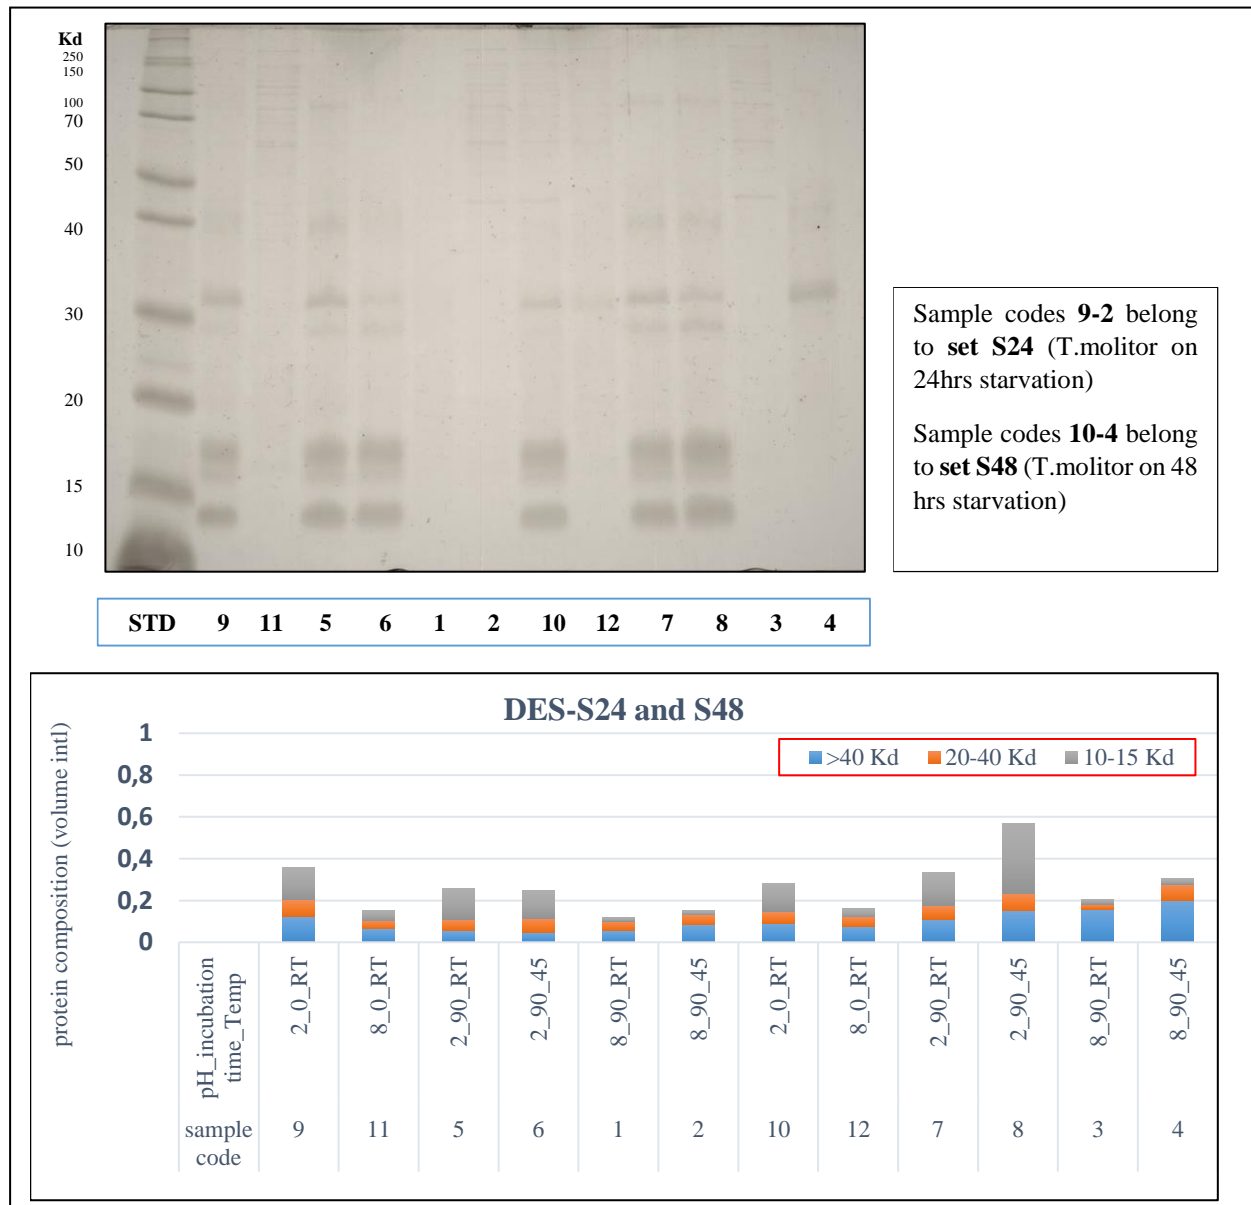 Kd
250
150
100
70
50
40
30
20
15
10
Sample codes 9-2 belong
to set S24 (T.molitor on
24hrs starvation)
Sample codes 10-4 belong
to set S48 (T.molitor on 48
hrs starvation)
STD 9 11 5 6 1 2 10 12 7 8 3 4
DES-S24 and S48
>40 Kd 20-40 Kd 10-15 Kd
protein composition (volume intl)
1
0,8
0,6
0,4
0,2
0
pH_incubation
time_Temp
2_0_RT 8_0_RT 2_90_RT 2_90_45 8_90_RT 8_90_45 2_0_RT 8_0_RT 2_90_RT 2_90_45 8_90_RT 8_90_45
sample
code
9 11 5 6 1 2 10 12 7 8 3 4